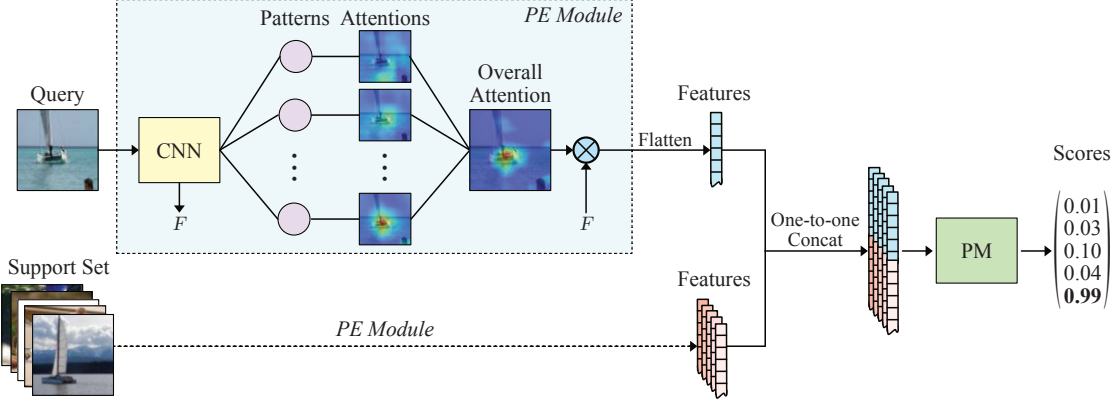 PE Module
Patterns
Attentions
Query
Overall
Attention
CNN
F
F
Flatten
Features
Scores
One-to-one
Concat
PM
0.01
0.03
0.10
0.04
0.99
Support Set
PE Module
Features